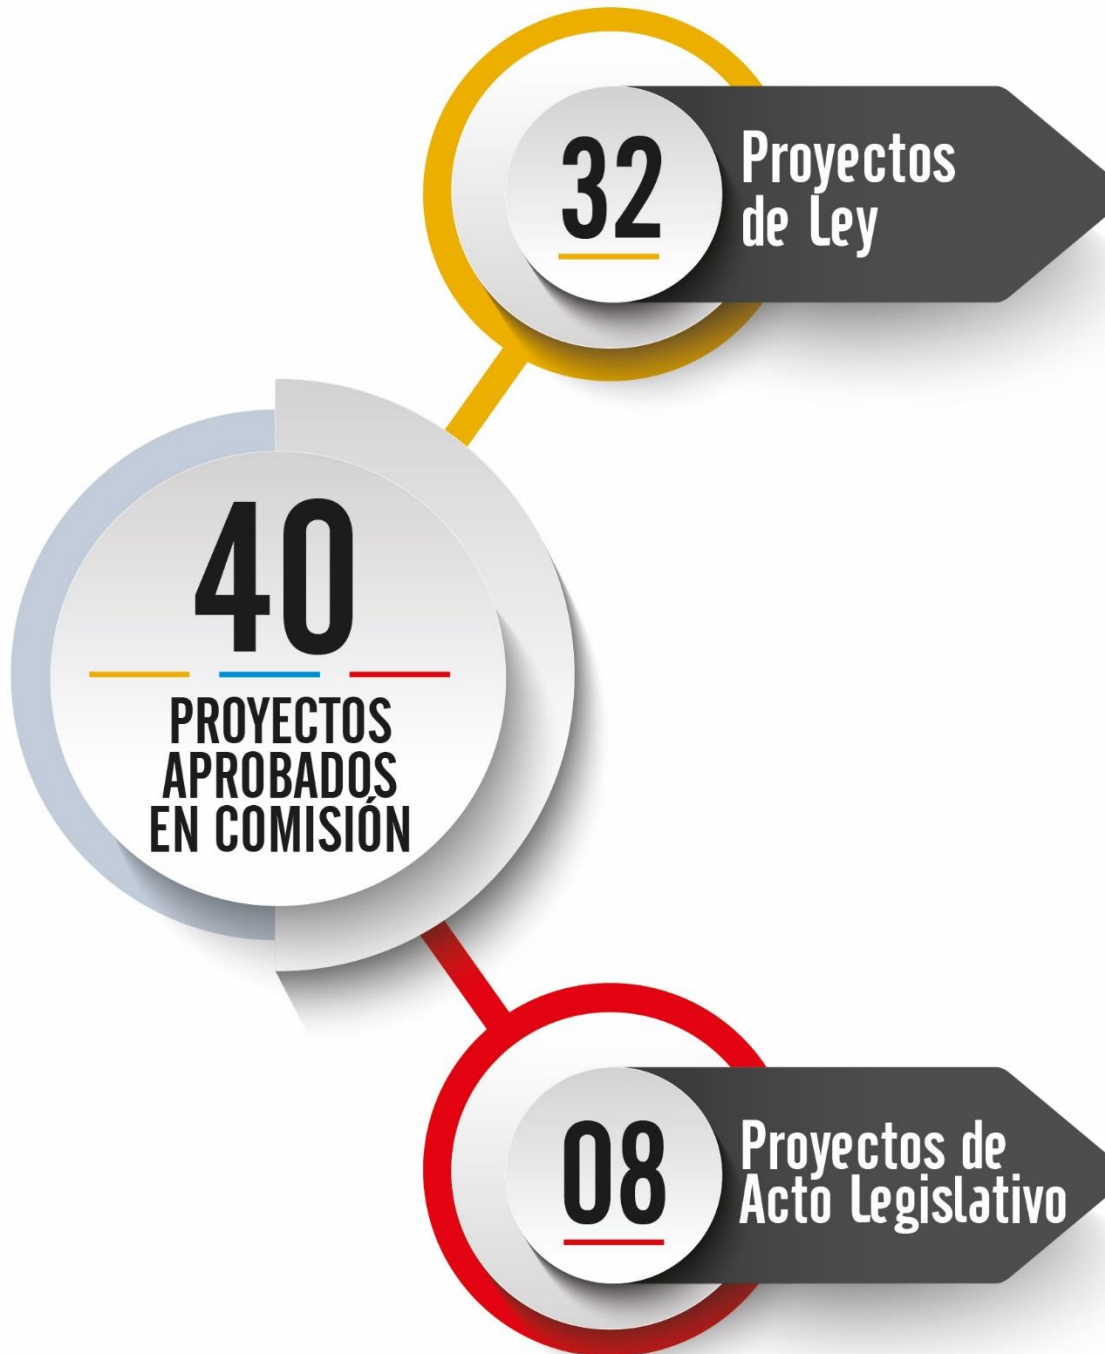 32
Proyectos
de Ley
40
PROYECTOS
APROBADOS
EN COMISIÓN
08
Proyectos de
Acto Legislativo